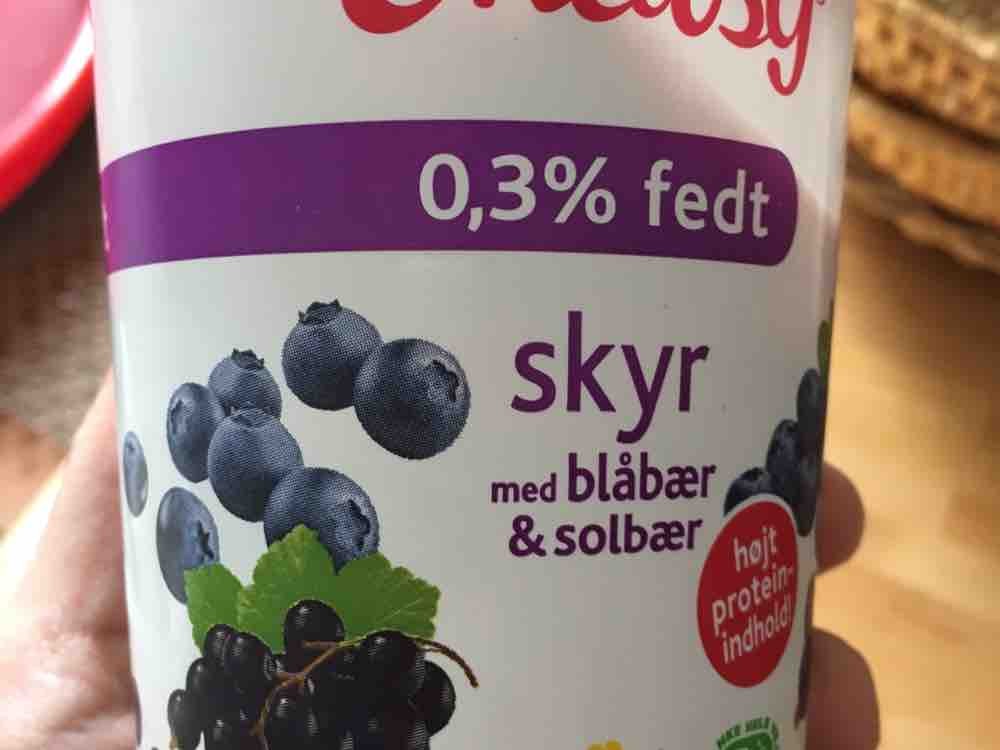 0,3% fedt
skyr
med blåbær
& solbær
højt
protein-
indhold!